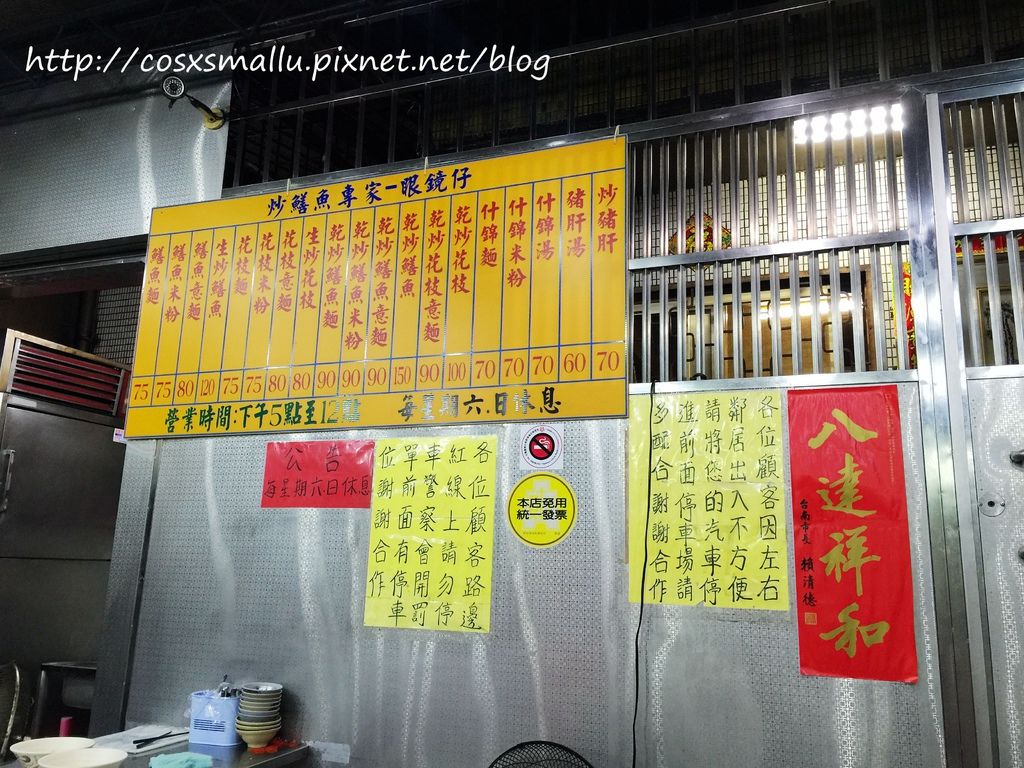 http://cosxsmallu.pixnet.net/blog
炒鱔魚專家-眼鏡仔
鱔魚麵 75
鱔魚米粉 75
鱔魚意麵 80
生炒鱔魚 120
花枝麵 75
花枝米粉 75
花枝意麵 80
生炒花枝 80
乾炒鱔魚麵 90
乾炒鱔魚米粉 90
乾炒鱔魚意麵 90
乾炒鱔魚 150
乾炒花枝意麵 90
乾炒花枝 100
什錦麵 70
什錦米粉 70
什錦湯 70
豬肝湯 60
炒豬肝 70
營業時間:下午5點至12點 每星期六.日休息
公告
每星期六.日休息
各位顧客路邊
紅線上請勿停
車警察會開罰
單前面有停車
位謝謝合作
本店免用
統一發票
各位顧客因左右
鄰居出入不方便
請將您的汽車停
進前面停車場請
多配合謝謝合作
八達祥和
台南市長 賴清德